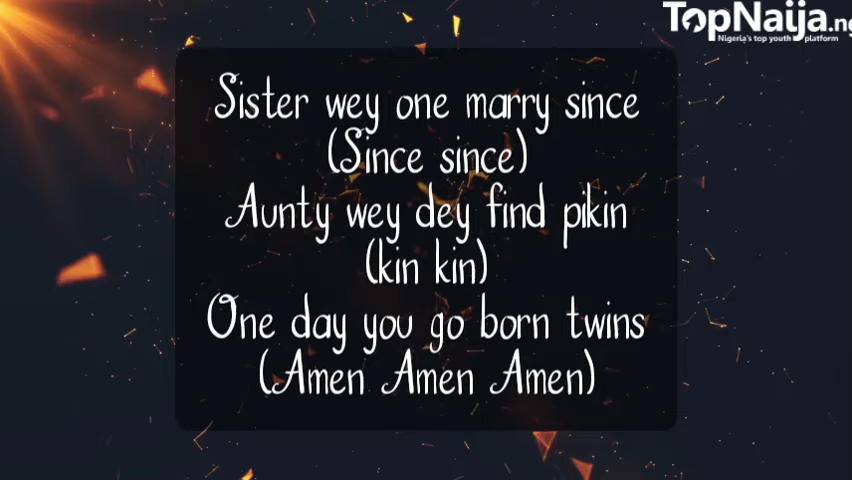 TopNaija.ng
Nigeria's top youth platform
Sister wey one marry since
(Since since)
Aunty wey dey find pikin
(kin kin)
One day you go born twins
(Amen Amen Amen)